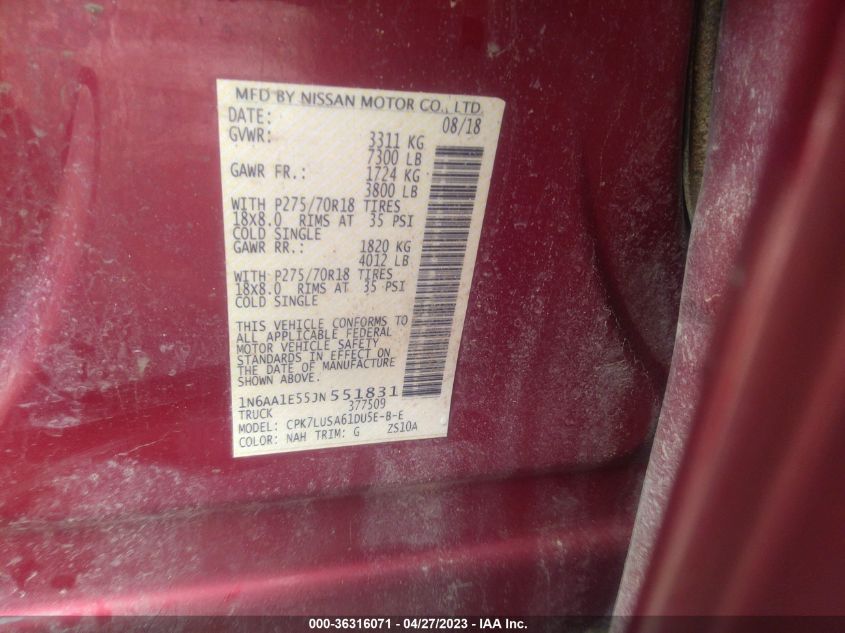 MFD BY NISSAN MOTOR CO., LTD.
DATE: 08/18
GVWR: 3311 KG
7300 LB
GAWR FR.: 1724 KG
3800 LB
WITH P275/70R18 TIRES
18x8.0 RIMS AT 35 PSI
COLD SINGLE
GAWR RR.: 1820 KG
4012 LB
WITH P275/70R18 TIRES
18x8.0 RIMS AT 35 PSI
COLD SINGLE
THIS VEHICLE CONFORMS TO
ALL APPLICABLE FEDERAL
MOTOR VEHICLE SAFETY
STANDARDS IN EFFECT ON
THE DATE OF MANUFACTURE
SHOWN ABOVE.
1N6AA1E55JN551831
TRUCK 377509
MODEL: CPK7LUSA61DU5E-B-E
COLOR: NAH TRIM: G ZS10A
000-36316071 - 04/27/2023 - IAA Inc.